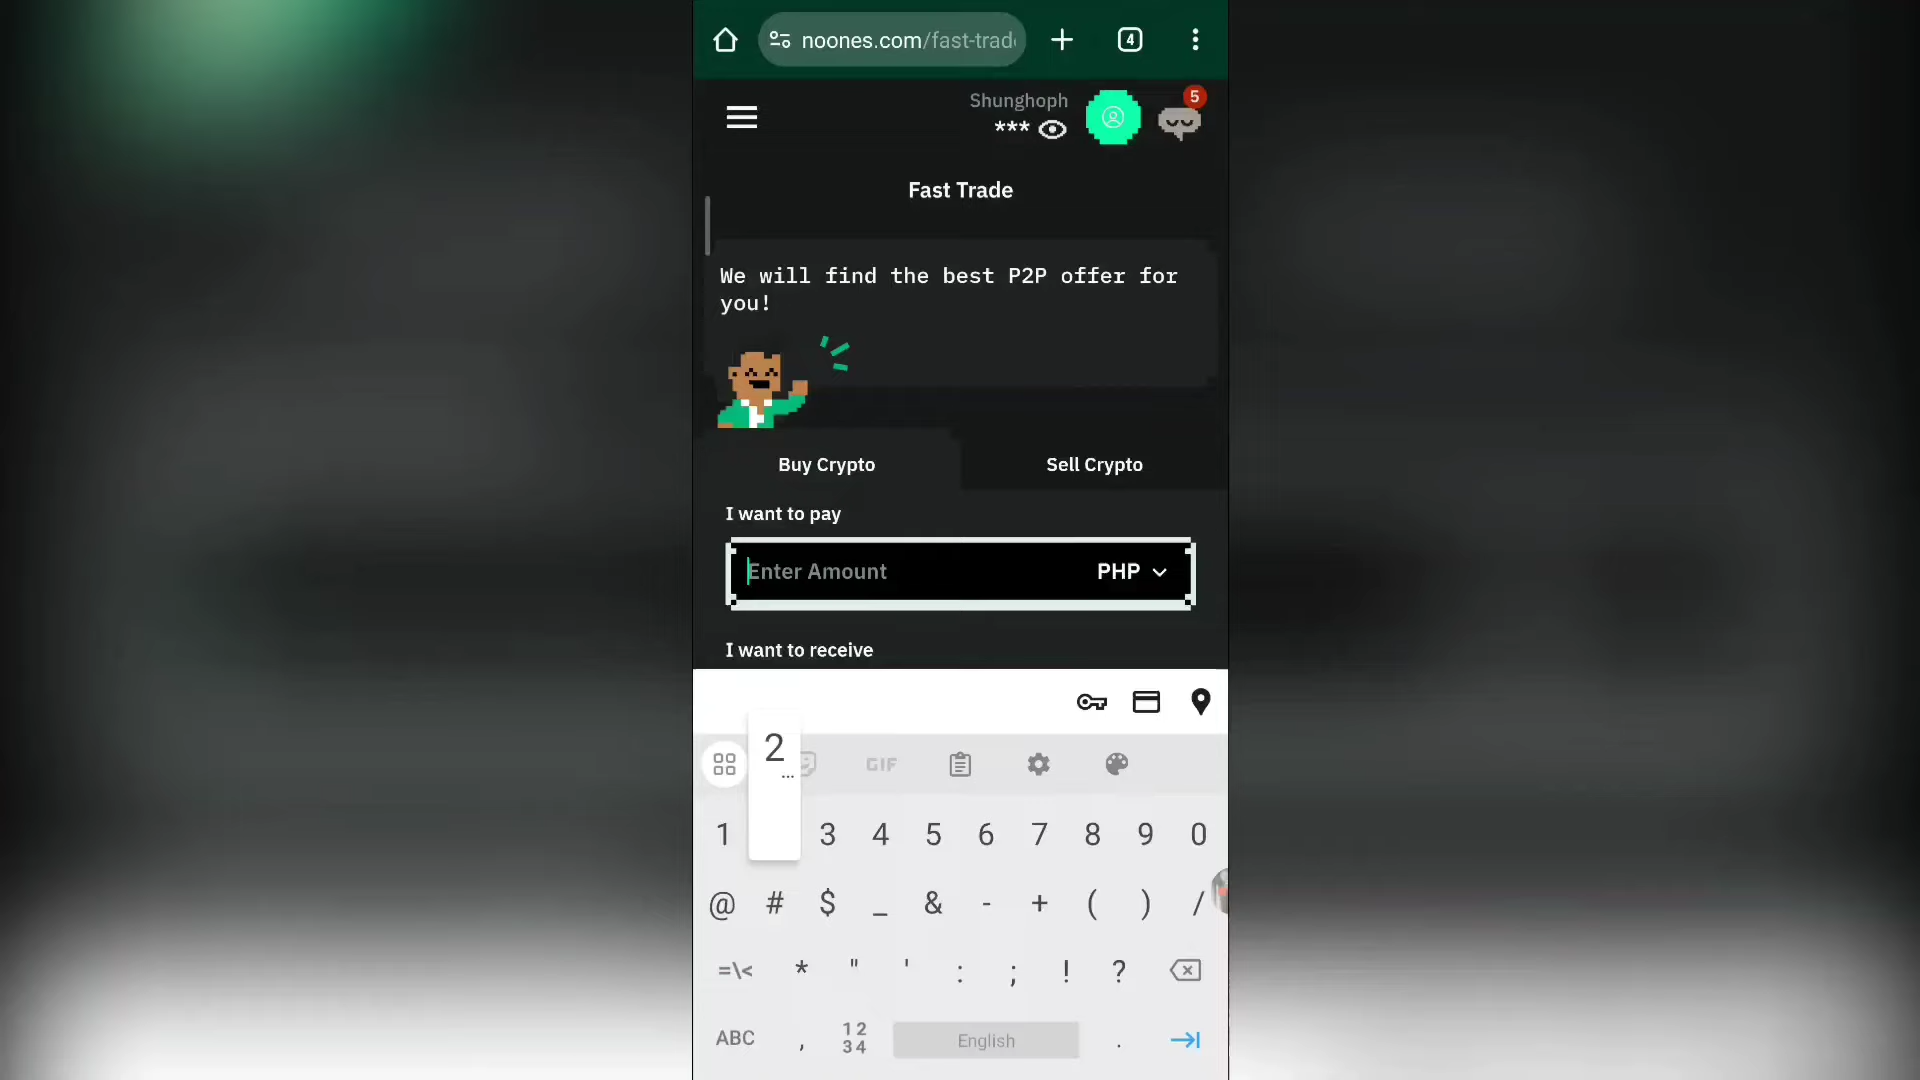 noones.com/fast-trad
4
Shunghoph
5
***
Fast Trade
We will find the best P2P offer for
you!
Buy Crypto
Sell Crypto
I want to pay
Enter Amount
PHP
I want to receive
2
...
GIF
1 3 4 5 6 7 8 9 0
@ # $ _ & - + ( ) /
=\< * " ' : ; ! ?
ABC , 12 English .
34